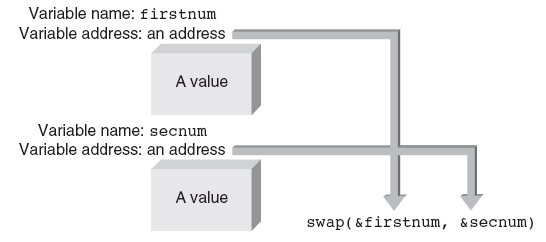 Variable name: firstnum
Variable address: an address
A value
Variable name: secnum
Variable address: an address
A value
swap(&firstnum, &secnum)